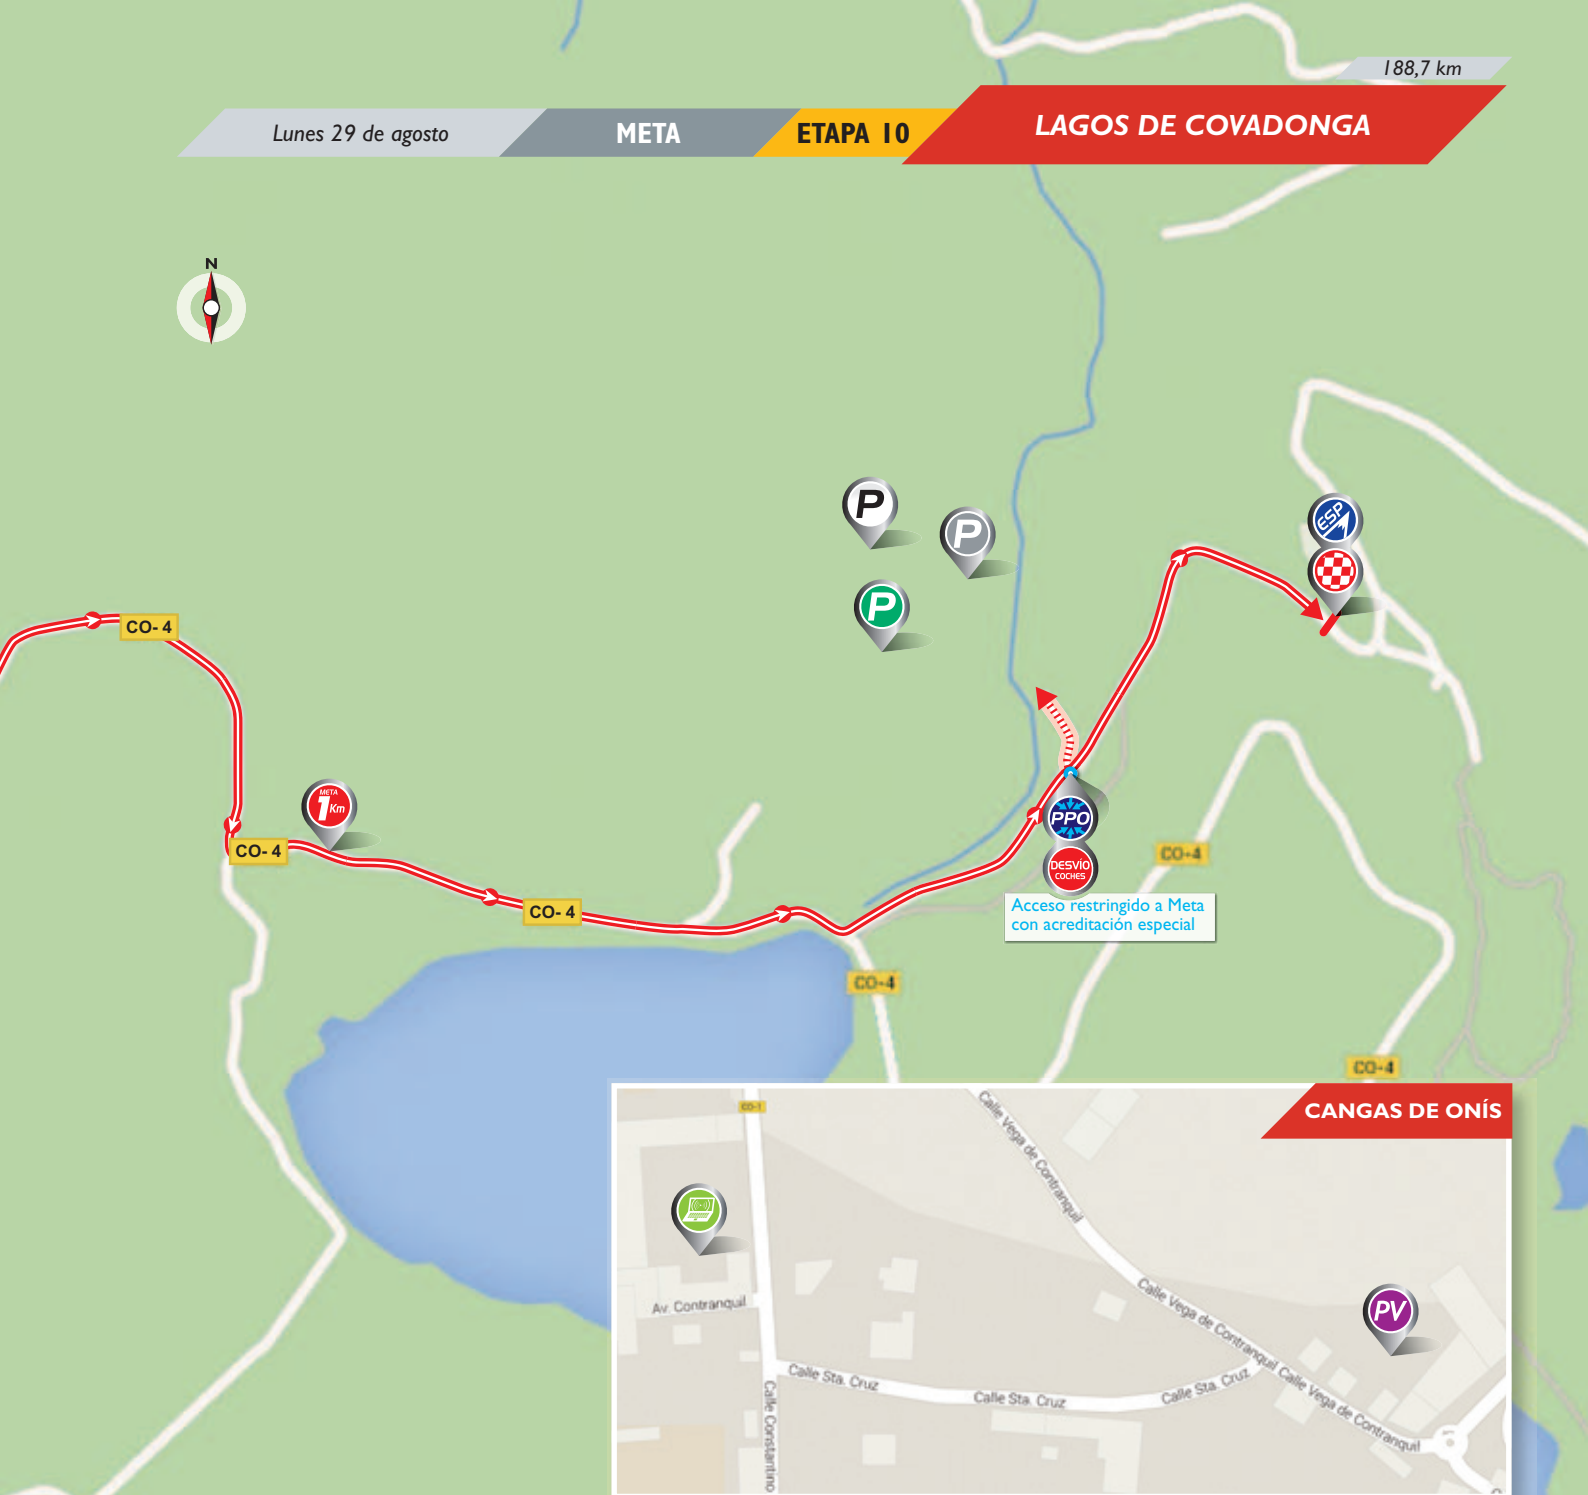 188,7 km
Lunes 29 de agosto
META
ETAPA 10
LAGOS DE COVADONGA
N
P
P
ESP
P
CO-4
META
1Km
PPO
CO-4
CO-4
DESVÍO
COCHES
CO-4
Acceso restringido a Meta
con acreditación especial
CO-4
CO-4
CANGAS DE ONÍS
CO-1
Calle Vega de Contranquil
Av. Contranquil
Calle Vega de Contranquil
PV
Calle Sta. Cruz
Calle Sta. Cruz
Calle Sta. Cruz
Calle Vega de Contranquil
Calle Constantino